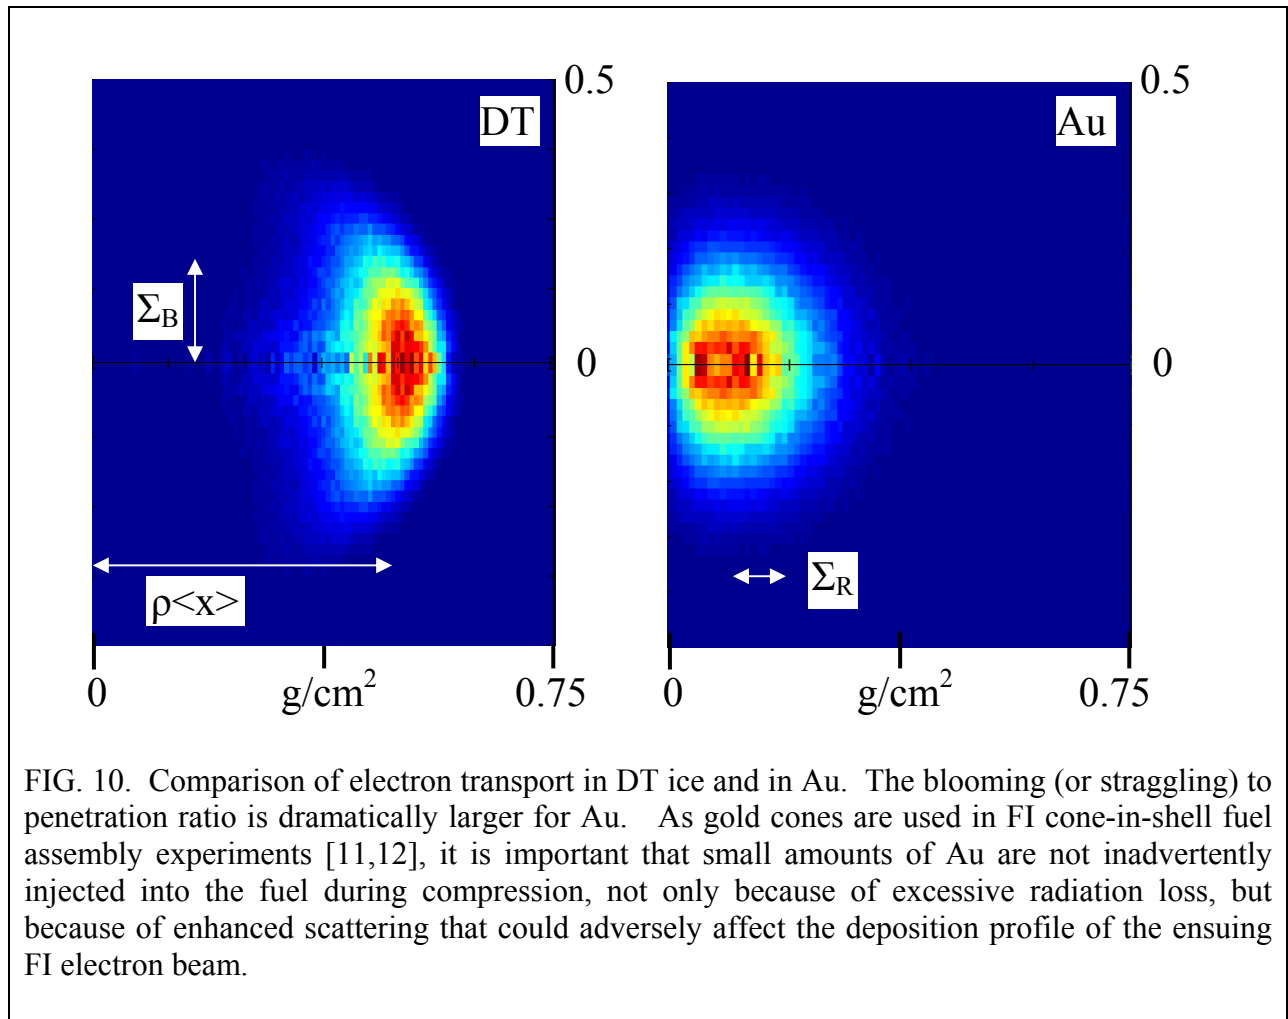 0.5
DT
Σ_B
0
ρ<x>
0
g/cm²
0.75
0.5
Au
0
Σ_R
0
g/cm²
0.75
FIG. 10. Comparison of electron transport in DT ice and in Au. The blooming (or straggling) to
penetration ratio is dramatically larger for Au. As gold cones are used in FI cone-in-shell fuel
assembly experiments [11,12], it is important that small amounts of Au are not inadvertently
injected into the fuel during compression, not only because of excessive radiation loss, but
because of enhanced scattering that could adversely affect the deposition profile of the ensuing
FI electron beam.